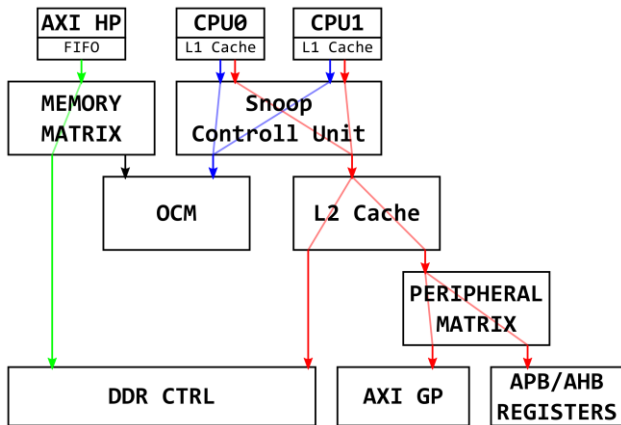 AXI HP
FIFO
CPU0
L1 Cache
CPU1
L1 Cache
MEMORY
MATRIX
Snoop
Controll Unit
OCM
L2 Cache
PERIPHERAL
MATRIX
DDR CTRL
AXI GP
APB/AHB
REGISTERS